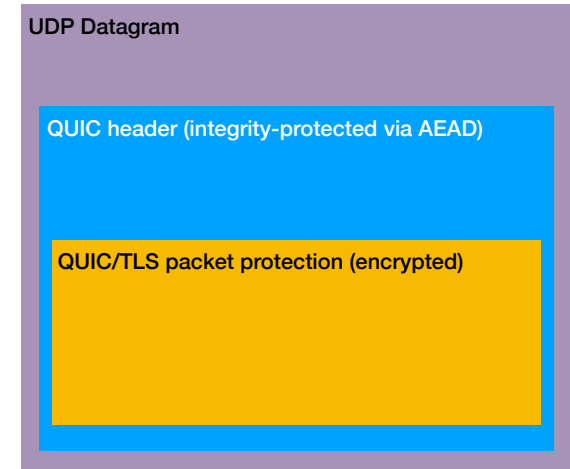 UDP Datagram
QUIC header (integrity-protected via AEAD)
QUIC/TLS packet protection (encrypted)